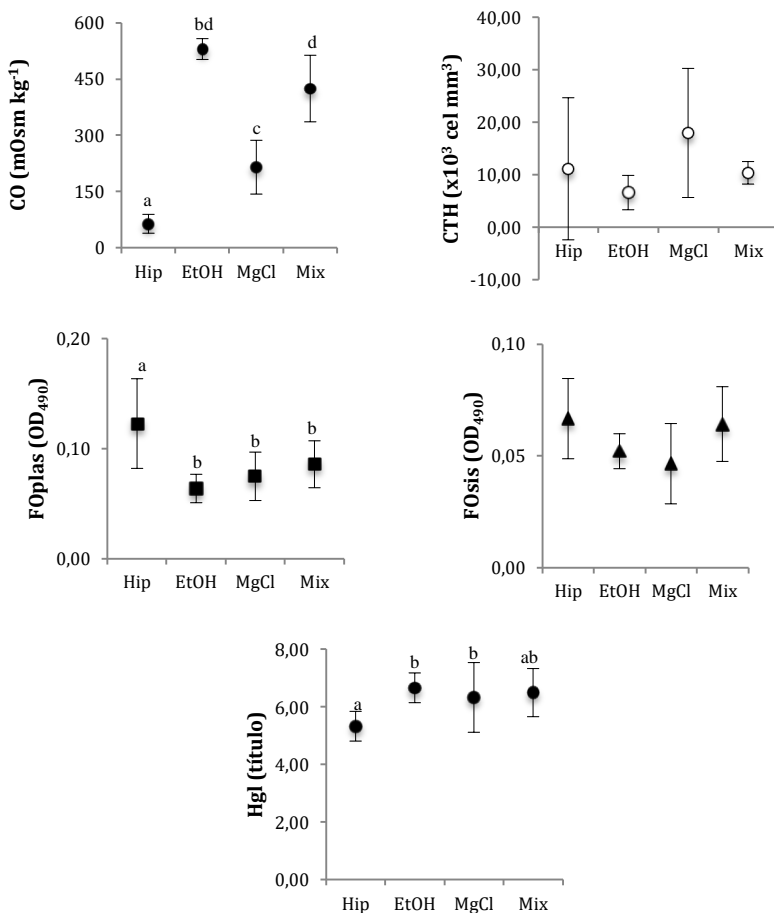 CO (mOsm kg⁻¹)
600
450
300
150
0
a
bd
c
d
Hip EtOH MgCl Mix
CTH (x10³ cel mm³)
40,00
30,00
20,00
10,00
0,00
-10,00
Hip EtOH MgCl Mix
FOplas (OD₄₉₀)
0,20
0,10
0,00
a
b
b
b
Hip EtOH MgCl Mix
FOsis (OD₄₉₀)
0,10
0,05
0,00
Hip EtOH MgCl Mix
Hgl (título)
8,00
6,00
4,00
2,00
0,00
a
b
b
ab
Hip EtOH MgCl Mix